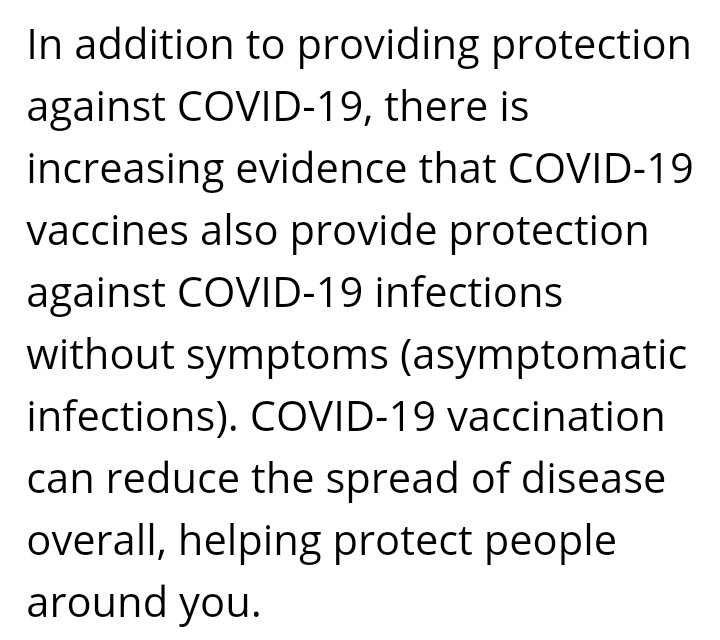 In addition to providing protection
against COVID-19, there is
increasing evidence that COVID-19
vaccines also provide protection
against COVID-19 infections
without symptoms (asymptomatic
infections). COVID-19 vaccination
can reduce the spread of disease
overall, helping protect people
around you.